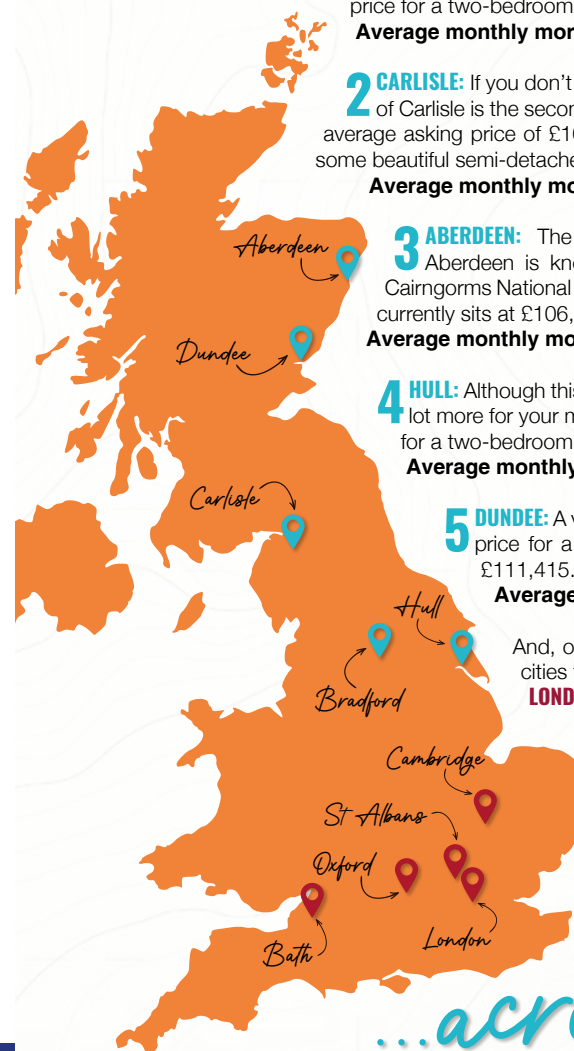 price for a two-bedroom
Average monthly mor
2 CARLISLE: If you don't
of Carlisle is the secon
average asking price of £10
some beautiful semi-detache
Average monthly mo
3 ABERDEEN: The
Aberdeen is kno
Cairngorms National
currently sits at £106,
Average monthly mo
4 HULL: Although this
lot more for your m
for a two-bedroom
Average monthly
5 DUNDEE: A v
price for a
£111,415.
Average
And, o
cities
LOND
Aberdeen
Dundee
Carlisle
Hull
Bradford
Cambridge
St Albans
Oxford
Bath
London
...acr